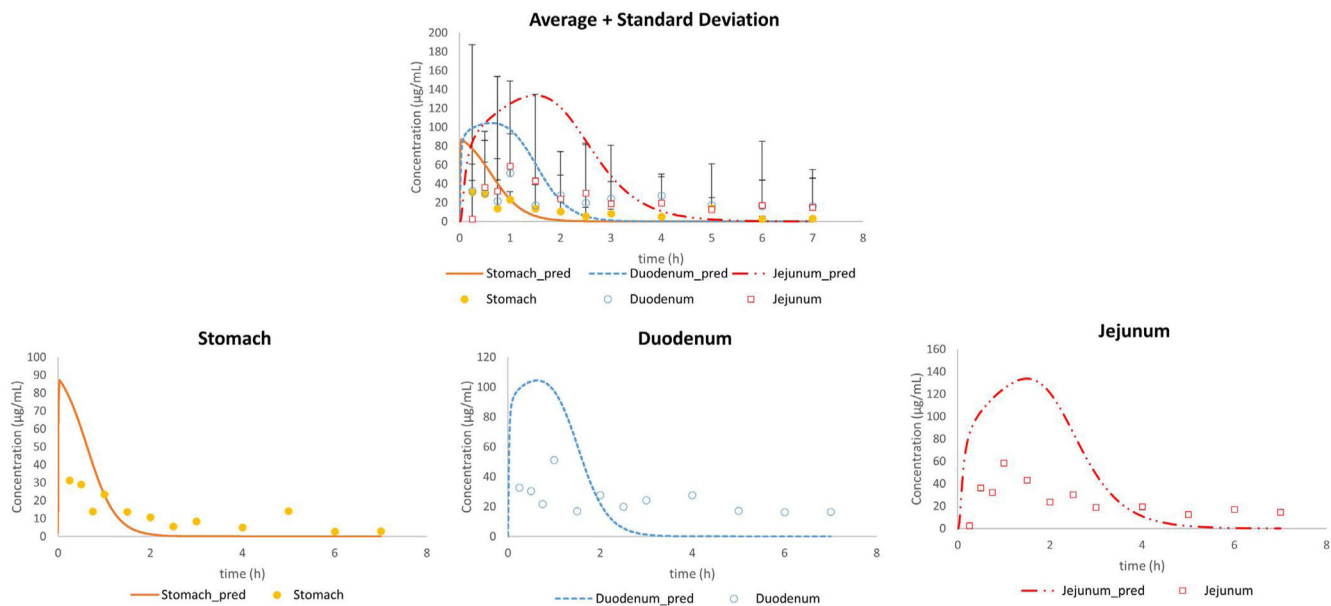 Average + Standard Deviation
Concentration (µg/mL)
200
180
160
140
120
100
80
60
40
20
0
0 1 2 3 4 5 6 7 8
time (h)
Stomach_pred Duodenum_pred Jejunum_pred
Stomach Duodenum Jejunum
Stomach
Concentration (µg/mL)
100
90
80
70
60
50
40
30
20
10
0
0 2 4 6 8
time (h)
Stomach_pred Stomach
Duodenum
Concentration (µg/mL)
120
100
80
60
40
20
0
0 2 4 6 8
time (h)
Duodenum_pred Duodenum
Jejunum
Concentration (µg/mL)
160
140
120
100
80
60
40
20
0
0 2 4 6 8
time (h)
Jejunum_pred Jejunum